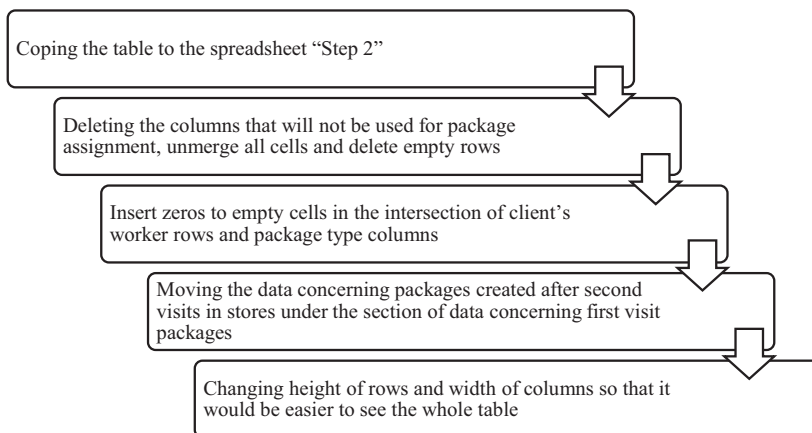 Coping the table to the spreadsheet “Step 2”
Deleting the columns that will not be used for package
assignment, unmerge all cells and delete empty rows
Insert zeros to empty cells in the intersection of client’s
worker rows and package type columns
Moving the data concerning packages created after second
visits in stores under the section of data concerning first visit
packages
Changing height of rows and width of columns so that it
would be easier to see the whole table